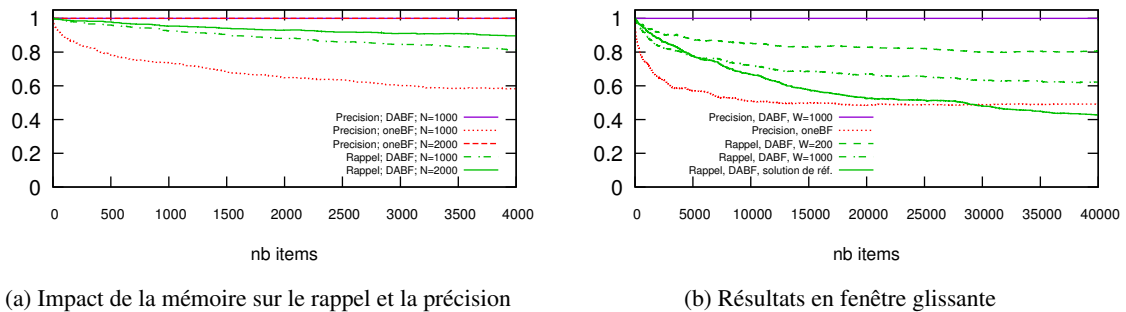 1
0.8
0.6
0.4
0.2
0
Precision; DABF; N=1000
Precision; oneBF; N=1000
Precision; oneBF; N=2000
Rappel; DABF; N=1000
Rappel; DABF; N=2000
0 500 1000 1500 2000 2500 3000 3500 4000
nb items
(a) Impact de la mémoire sur le rappel et la précision
1
0.8
0.6
0.4
0.2
0
Precision, DABF, W=1000
Precision, oneBF
Rappel, DABF, W=200
Rappel, DABF, W=1000
Rappel, DABF, solution de réf.
0 5000 10000 15000 20000 25000 30000 35000 40000
nb items
(b) Résultats en fenêtre glissante